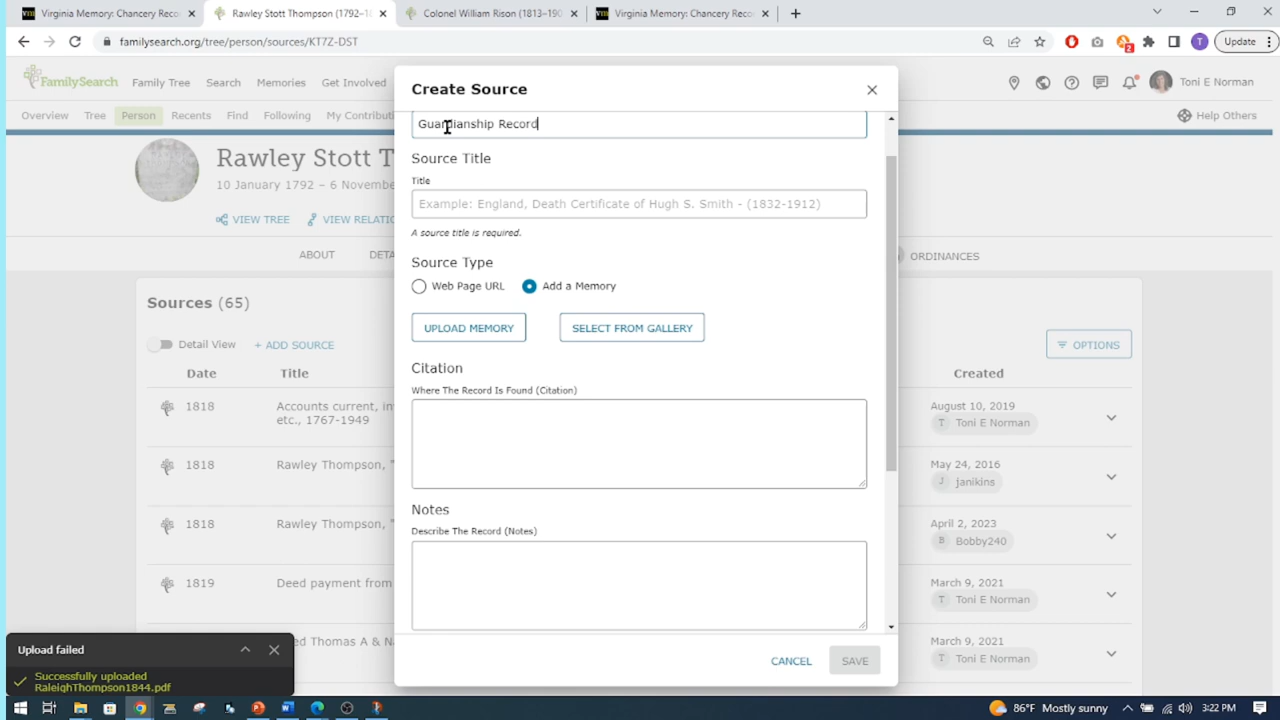 Virginia Memory: Chancery Reco
Rawley Stott Thompson (1792–1
Colonel William Rison (1813–190
Virginia Memory: Chancery Reco
familysearch.org/tree/person/sources/KT7Z-DST
2
T
Update
FamilySearch
Family Tree
Search
Memories
Get Involved
Toni E Norman
Overview
Tree
Person
Recents
Find
Following
My Contributi
Help Others
Rawley Stott T
10 January 1792 – 6 Novembe
VIEW TREE
VIEW RELATIO
ABOUT
DETA
ORDINANCES
Sources (65)
Detail View
+ ADD SOURCE
OPTIONS
Date
Title
Created
1818
Accounts current, in
etc., 1767-1949
August 10, 2019
T Toni E Norman
1818
Rawley Thompson, "
May 24, 2016
J janikins
1818
Rawley Thompson, "
April 2, 2023
B Bobby240
1819
Deed payment from
March 9, 2021
T Toni E Norman
ed Thomas A & Na
March 9, 2021
T Toni E Norman
Create Source
Guardianship Record
Source Title
Title
Example: England, Death Certificate of Hugh S. Smith - (1832-1912)
A source title is required.
Source Type
Web Page URL
Add a Memory
UPLOAD MEMORY
SELECT FROM GALLERY
Citation
Where The Record Is Found (Citation)
Notes
Describe The Record (Notes)
CANCEL
SAVE
Upload failed
Successfully uploaded
RaleighThompson1844.pdf
86°F Mostly sunny
3:22 PM